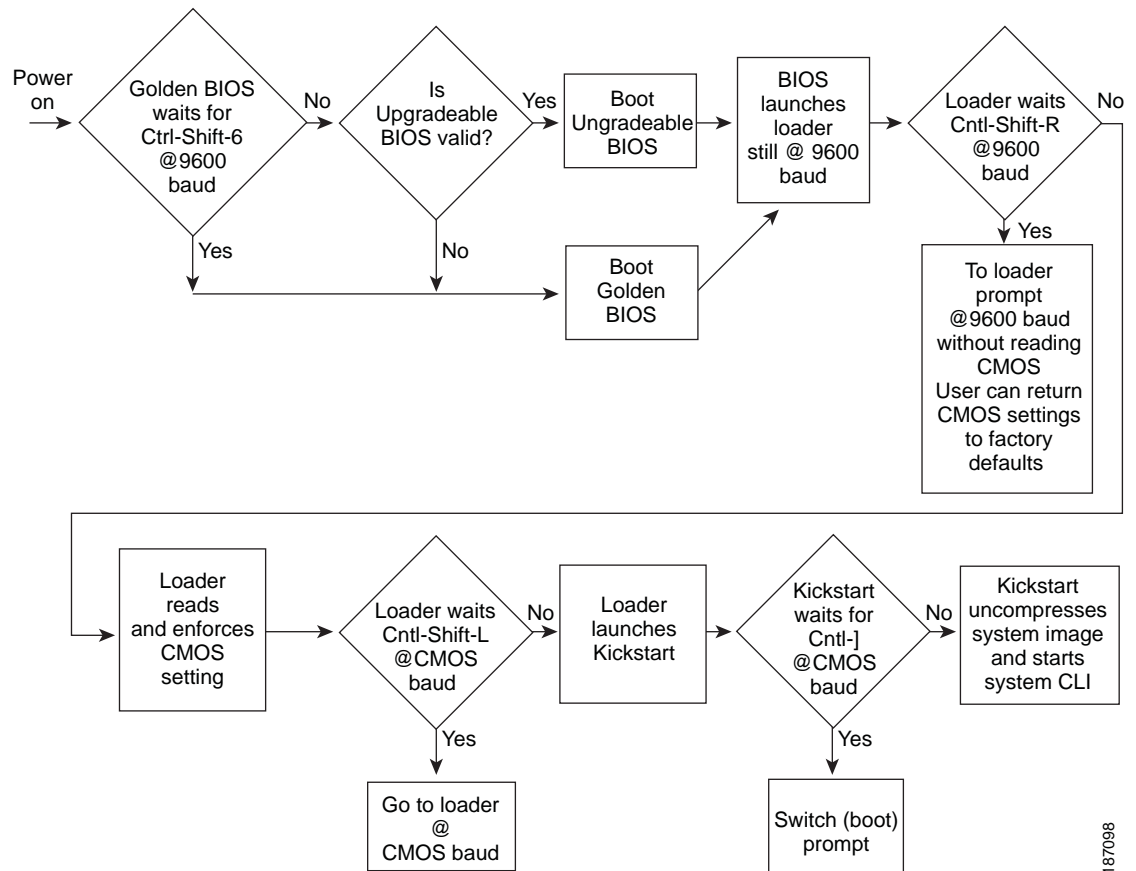 Power
on
Golden BIOS
waits for
Ctrl-Shift-6
@9600
baud
No
Yes
Is
Upgradeable
BIOS valid?
Yes
No
Boot
Ungradeable
BIOS
Boot
Golden
BIOS
BIOS
launches
loader
still @ 9600
baud
Loader waits
Cntl-Shift-R
@9600
baud
No
Yes
To loader
prompt
@9600 baud
without reading
CMOS
User can return
CMOS settings
to factory
defaults
Loader
reads
and enforces
CMOS
setting
Loader waits
Cntl-Shift-L
@CMOS
baud
No
Yes
Go to loader
@
CMOS baud
Loader
launches
Kickstart
Kickstart
waits for
Cntl-]
@CMOS
baud
No
Yes
Switch (boot)
prompt
Kickstart
uncompresses
system image
and starts
system CLI
187098